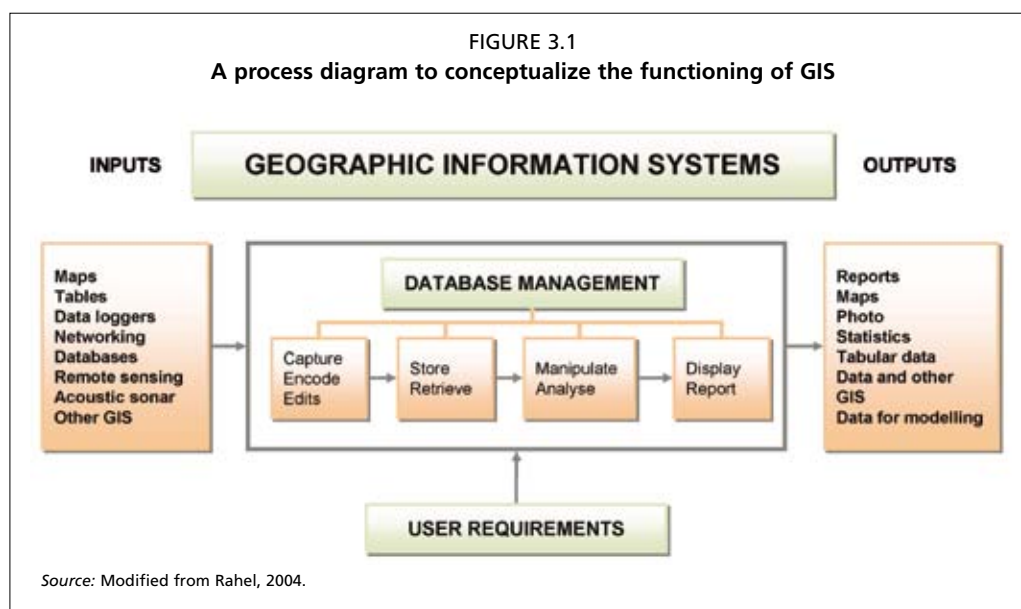 FIGURE 3.1
A process diagram to conceptualize the functioning of GIS
INPUTS
GEOGRAPHIC INFORMATION SYSTEMS
OUTPUTS
Maps
Tables
Data loggers
Networking
Databases
Remote sensing
Acoustic sonar
Other GIS
DATABASE MANAGEMENT
Capture
Encode
Edits
Store
Retrieve
Manipulate
Analyse
Display
Report
Reports
Maps
Photo
Statistics
Tabular data
Data and other
GIS
Data for modelling
USER REQUIREMENTS
Source: Modified from Rahel, 2004.